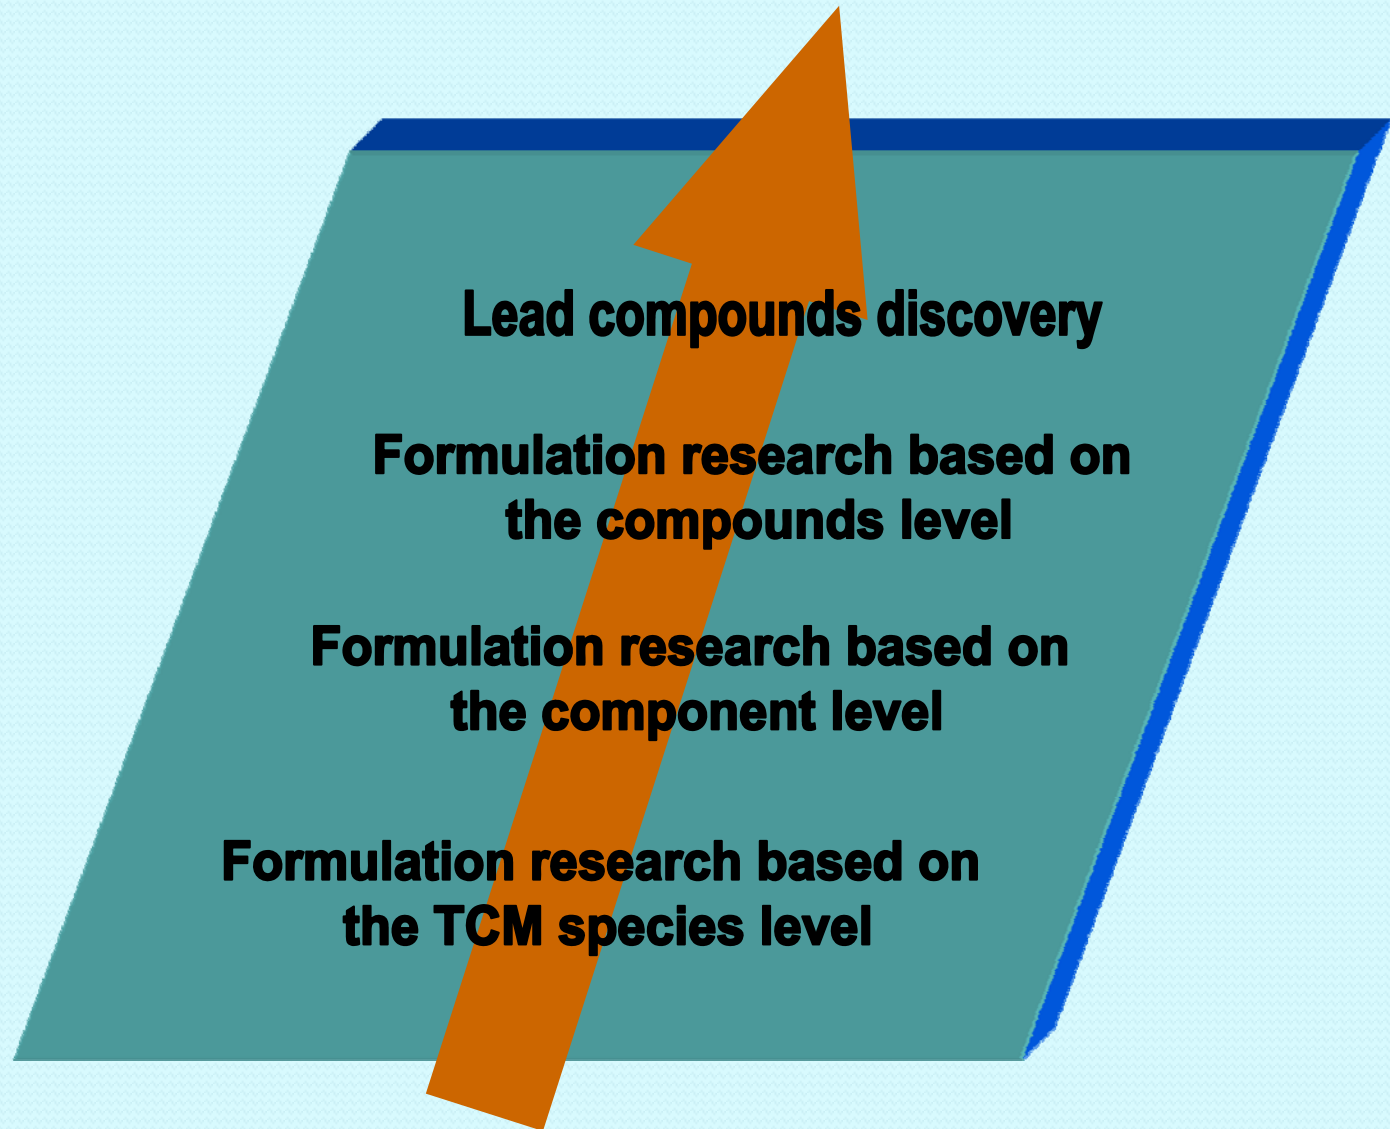 Lead compounds discovery
Formulation research based on
the compounds level
Formulation research based on
the component level
Formulation research based on
the TCM species level